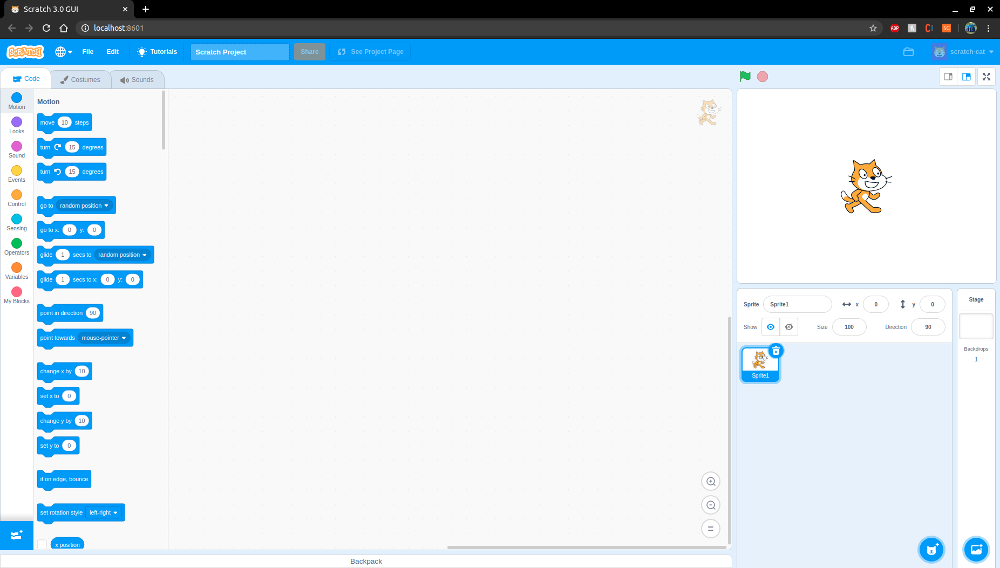 Scratch 3.0 GUI
localhost:8601
ABP
SC
SCRATCH
File
Edit
Tutorials
Scratch Project
Share
See Project Page
scratch-cat
Code
Costumes
Sounds
Motion
Looks
Sound
Events
Control
Sensing
Operators
Variables
My Blocks
Motion
move 10 steps
turn 15 degrees
turn 15 degrees
go to random position
go to x: 0 y: 0
glide 1 secs to random position
glide 1 secs to x: 0 y: 0
point in direction 90
point towards mouse-pointer
change x by 10
set x to 0
change y by 10
set y to 0
if on edge, bounce
set rotation style left-right
x position
Backpack
Sprite Sprite1 x 0 y 0
Show Size 100 Direction 90
Sprite1
Stage
Backdrops
1